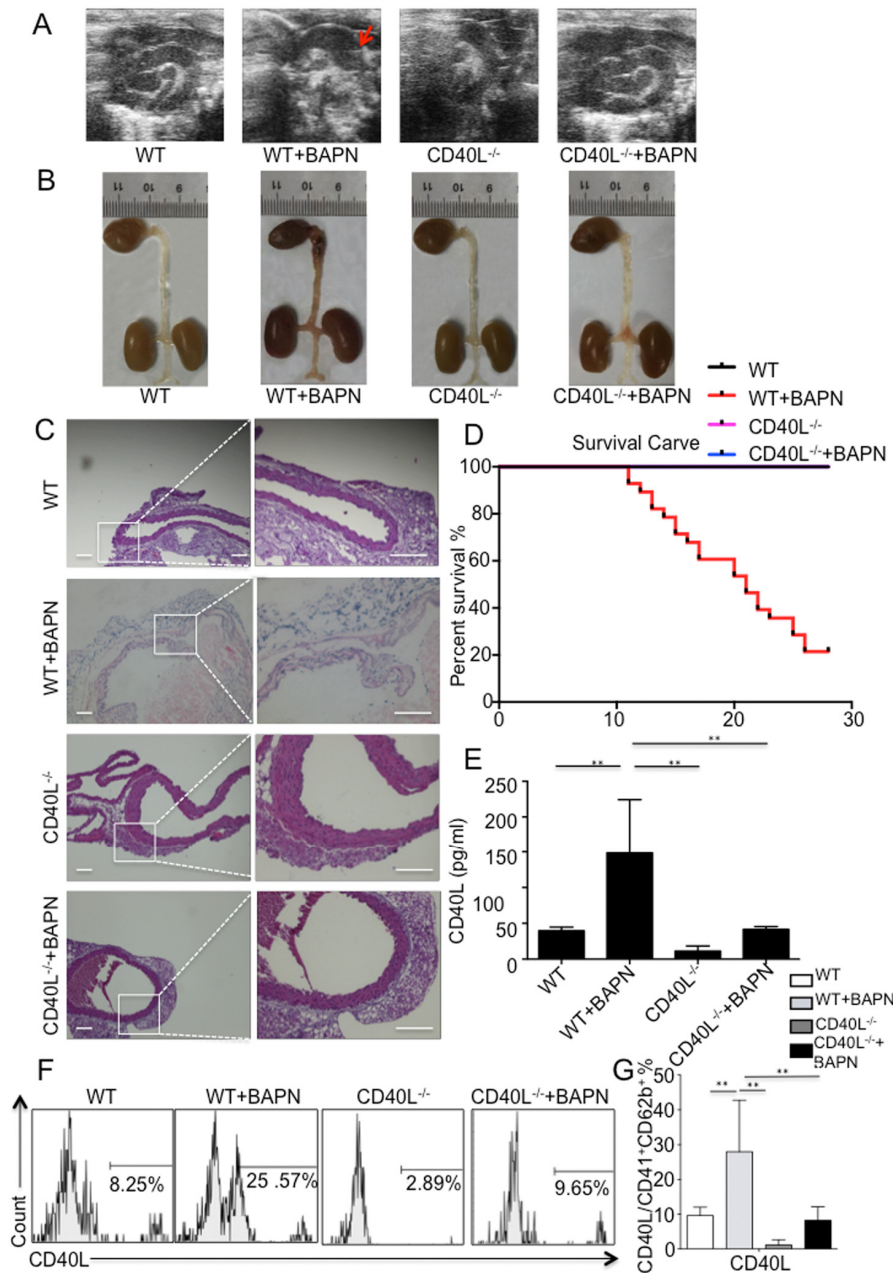 A
WT
WT+BAPN
CD40L-/-
CD40L-/-+BAPN
B
11 10 9
11 10 9
11 10 9
11 10 9
WT
WT+BAPN
CD40L-/-
CD40L-/-+BAPN
C
WT
WT+BAPN
CD40L-/-
CD40L-/-+BAPN
WT
WT+BAPN
CD40L-/-
CD40L-/-+BAPN
D
Survival Carve
Percent survival %
100
80
60
40
20
0
0 10 20 30
E
**
** **
CD40L (pg/ml)
250
200
150
100
50
0
WT
WT+BAPN
CD40L-/-
CD40L-/-+BAPN
WT
WT+BAPN
CD40L-/-
CD40L-/-+
BAPN
F
WT
WT+BAPN
CD40L-/-
CD40L-/-+BAPN
Count
8.25%
25 .57%
2.89%
9.65%
CD40L
G
**
** **
CD40L/CD41+CD62b+ %
50
40
30
20
10
0
CD40L